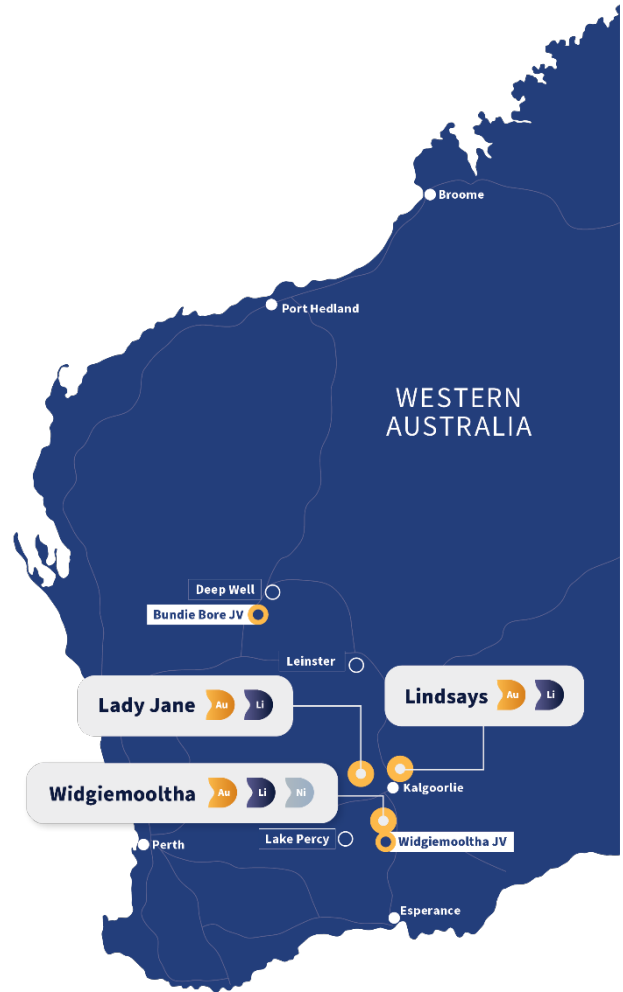 Broome
Port Hedland
WESTERN
AUSTRALIA
Deep Well
Bundie Bore JV
Leinster
Lady Jane Au Li
Lindsays Au Li
Widgiemooltha Au Li Ni
Kalgoorlie
Lake Percy
Widgiemooltha JV
Perth
Esperance